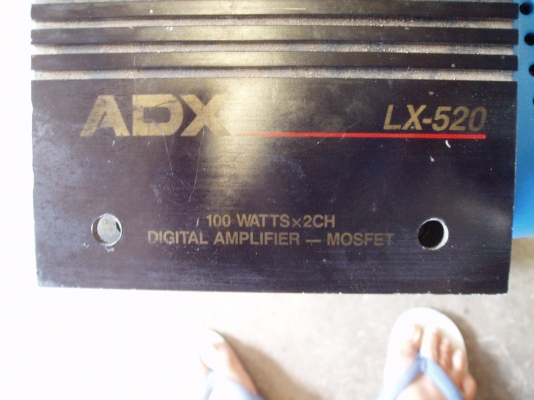 ADX LX-520
100 WATTS×2CH
DIGITAL AMPLIFIER — MOSFET